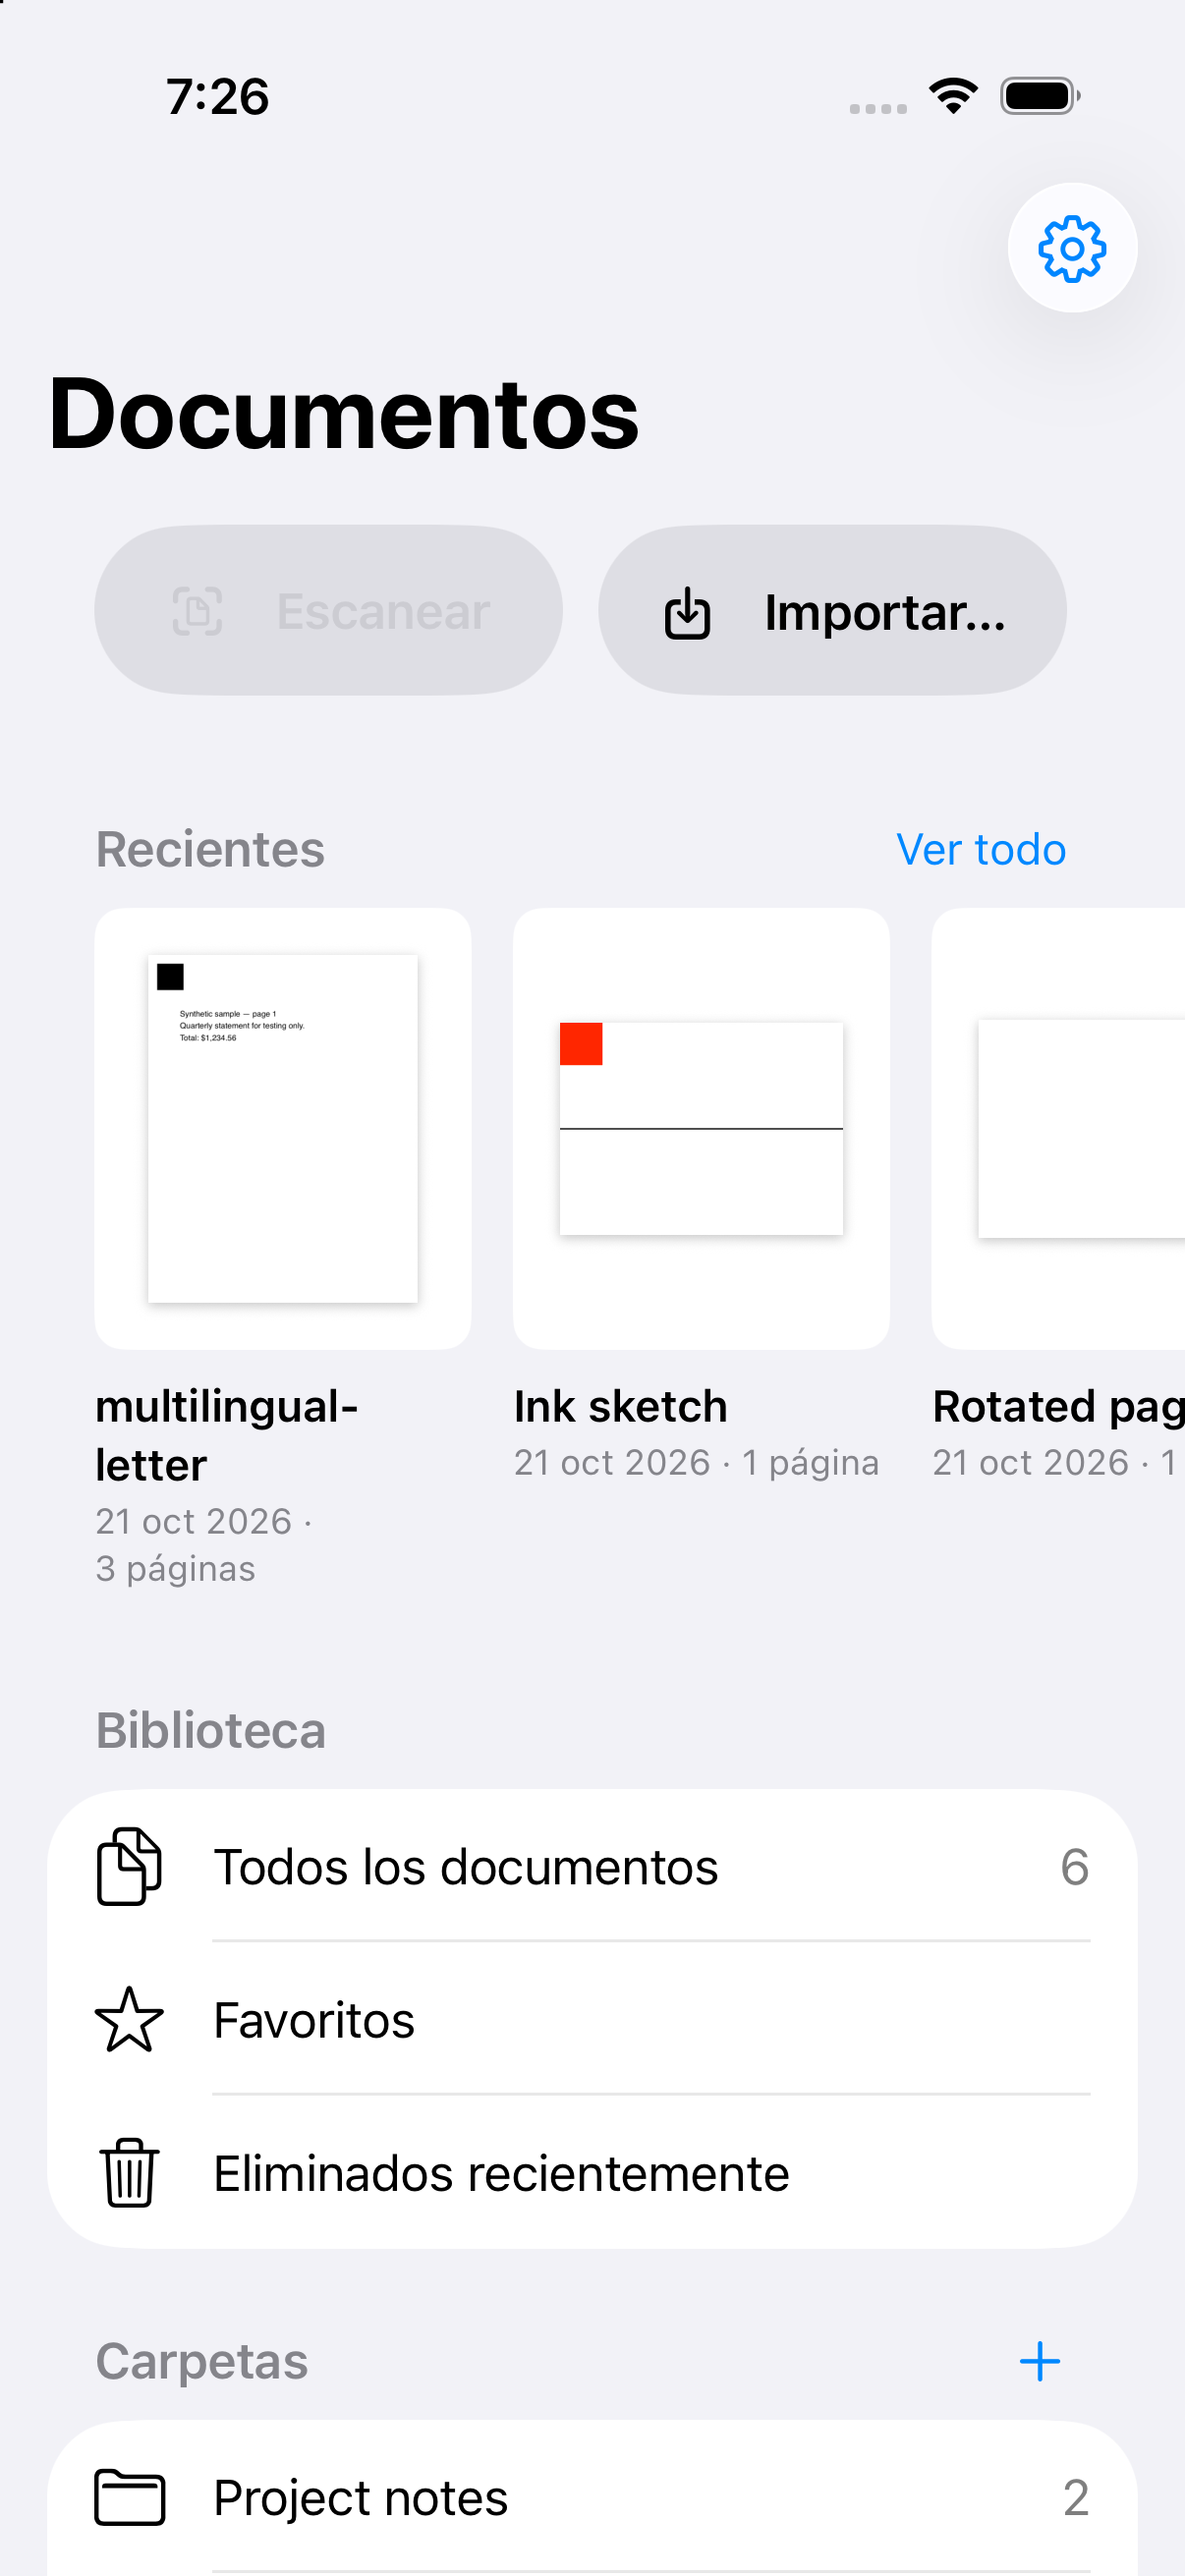 7:26
Documentos
Escanear
Importar...
Recientes
Ver todo
Synthetic sample — page 1
Quarterly statement for testing only.
Total: $1,234.56
multilingual-
letter
21 oct 2026 ·
3 páginas
Ink sketch
21 oct 2026 · 1 página
Rotated pag
21 oct 2026 · 1
Biblioteca
Todos los documentos 6
Favoritos
Eliminados recientemente
Carpetas
Project notes 2